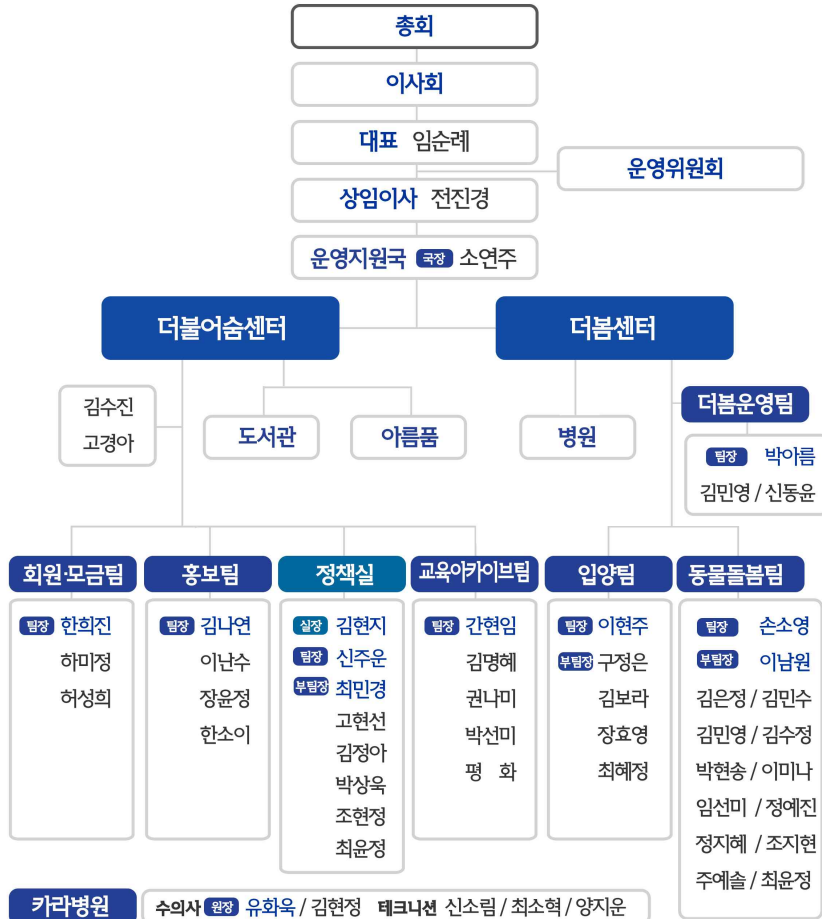 총회
이사회
대표 임순례
운영위원회
상임이사 전진경
운영지원국 국장 소연주
더불어숨센터
더봄센터
김수진
고경아
도서관
아름품
병원
더봄운영팀
팀장 박아름
김민영 / 신동윤
회원·모금팀
팀장 한희진
하미정
허성희
홍보팀
팀장 김나연
이난수
장윤정
한소이
정책실
실장 김현지
팀장 신주운
부팀장 최민경
고현선
김정아
박상욱
조현정
최윤정
교육아카이브팀
팀장 간현임
김명혜
권나미
박선미
평 화
입양팀
팀장 이현주
부팀장 구정은
김보라
장효영
최혜정
동물돌봄팀
팀장 손소영
부팀장 이남원
김은정 / 김민수
김민영 / 김수정
박현송 / 이미나
임선미 / 정예진
정지혜 / 조지현
주예솔 / 최윤정
카라병원
수의사 원장 유화욱 / 김현정 테크니션 신소림 / 최소혁 / 양지운